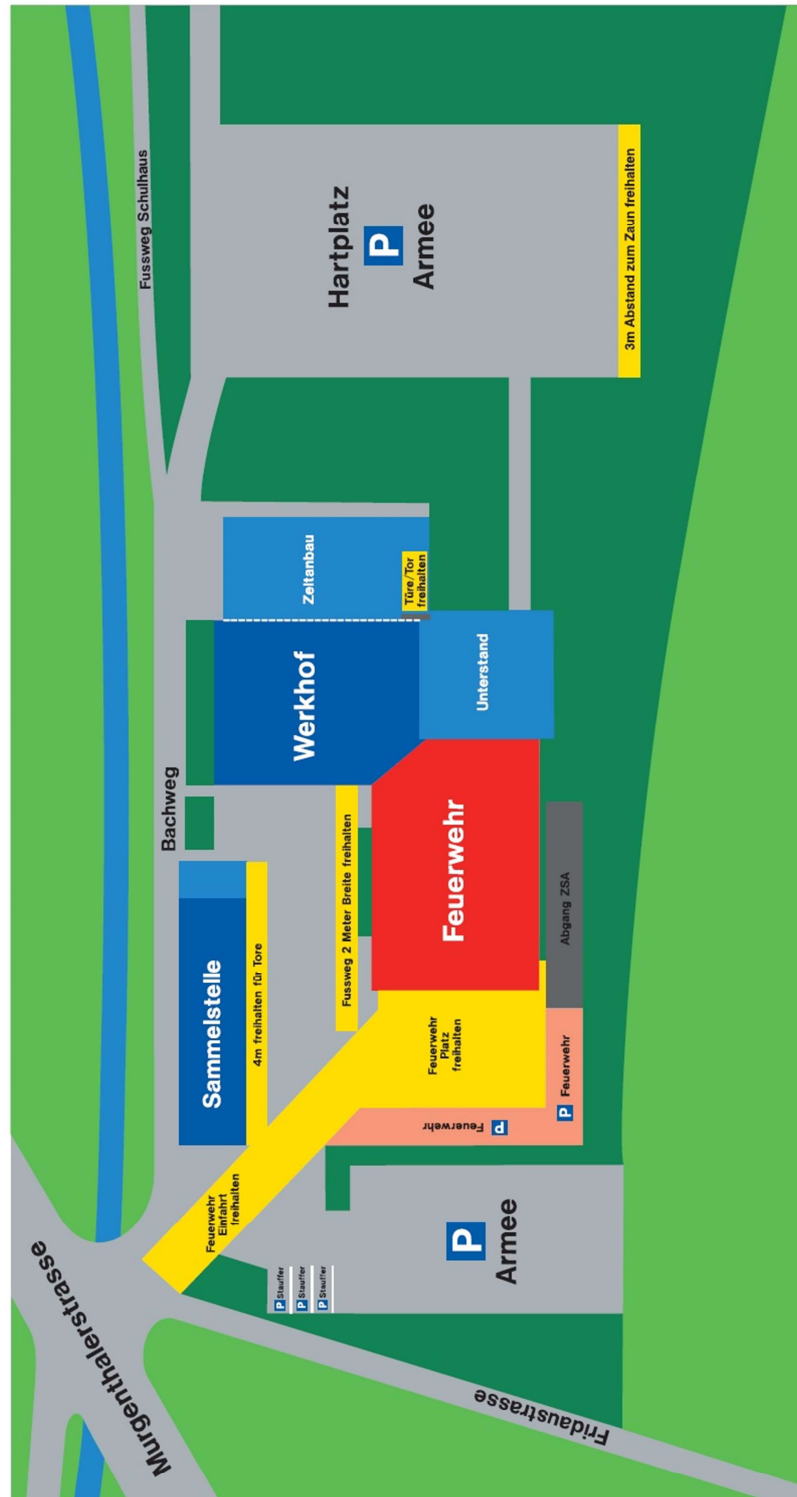 Murgenthalerstrasse
Fridaustrasse
Bachweg
Fussweg Schulhaus
Feuerwehr
Einfahrt
freihalten
P Stauffer
P Stauffer
P Stauffer
P
Armee
Sammelstelle
4m freihalten für Tore
Fussweg 2 Meter Breite freihalten
Feuerwehr
Platz
freihalten
Feuerwehr P
P Feuerwehr
Abgang ZSA
Feuerwehr
Werkhof
Unterstand
Zeltanbau
Türe/Tor
freihalten
Hartplatz
P
Armee
3m Abstand zum Zaun freihalten